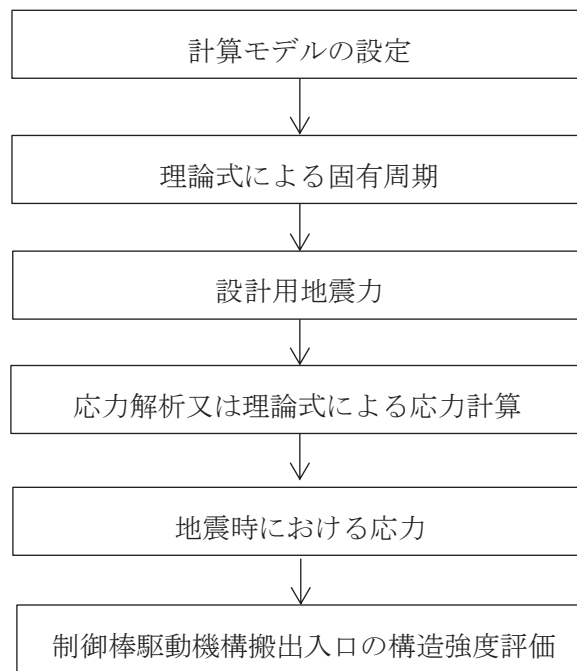 計算モデルの設定
理論式による固有周期
設計用地震力
応力解析又は理論式による応力計算
地震時における応力
制御棒駆動機構搬出入口の構造強度評価